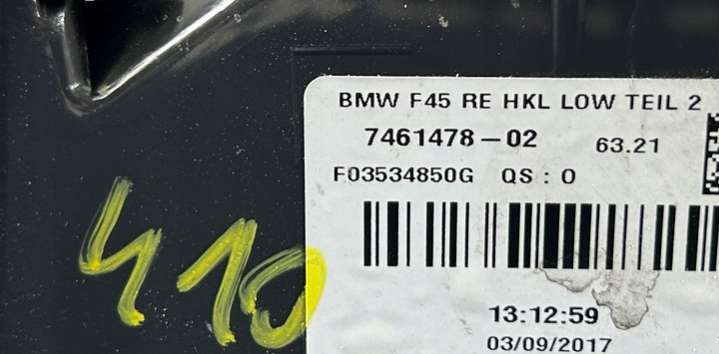 BMW F45 RE HKL LOW TEIL 2
7461478-02 63.21
F03534850G QS : 0
410
13:12:59
03/09/2017